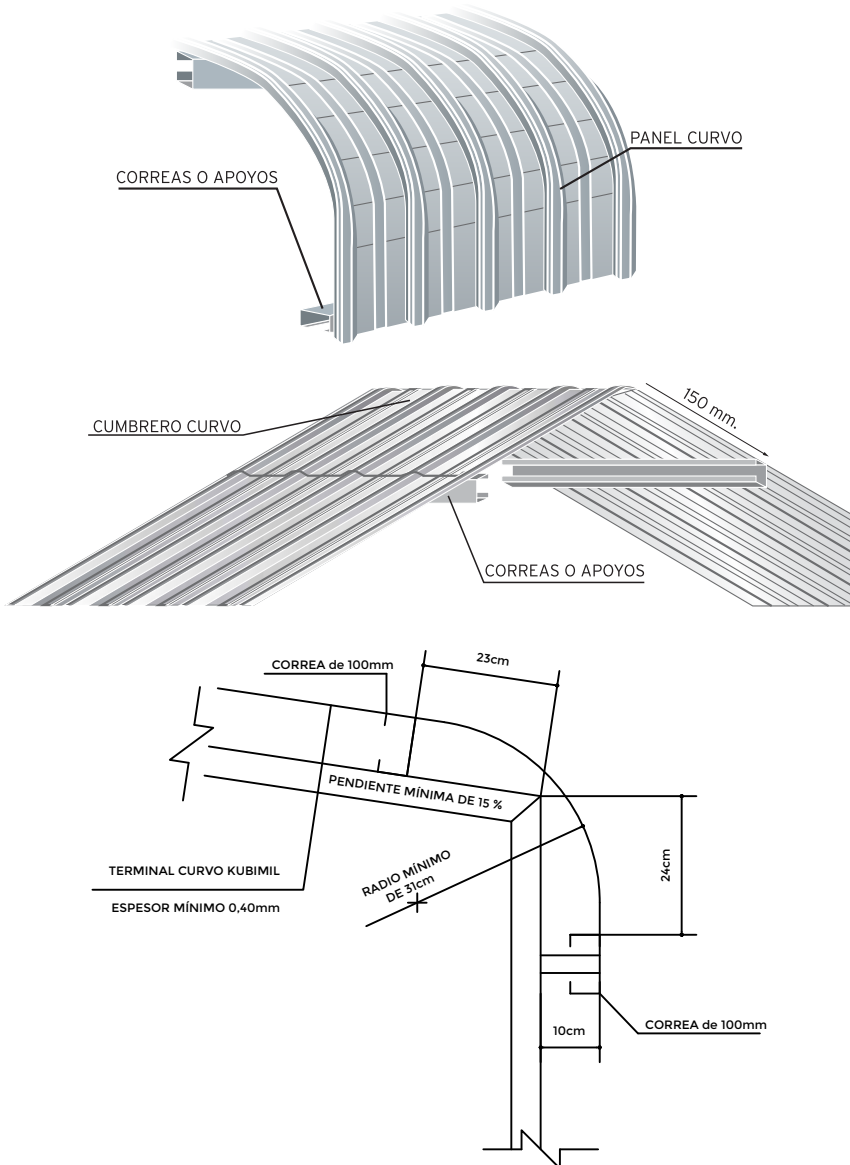 PANEL CURVO
CORREAS O APOYOS
150 mm.
CUMBRERO CURVO
CORREAS O APOYOS
23cm
CORREA de 100mm
PENDIENTE MÍNIMA DE 15 %
RADIO MÍNIMO
DE 31cm
24cm
TERMINAL CURVO KUBIMIL
ESPESOR MÍNIMO 0,40mm
10cm
CORREA de 100mm